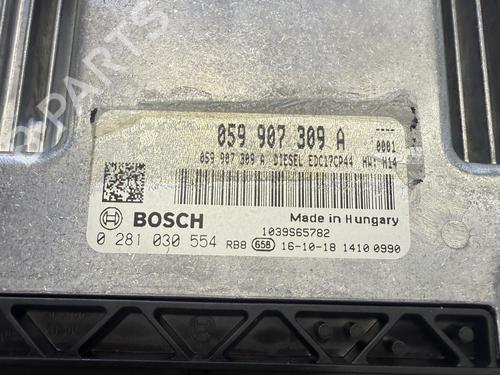 PARTS
059 907 309 A
----
0001
059 907 309 A DIESEL EDC17CP44 HW: H14
BOSCH
Made in Hungary
1039S65782
0 281 030 554 RB8 658 16-10-18 1410 0990